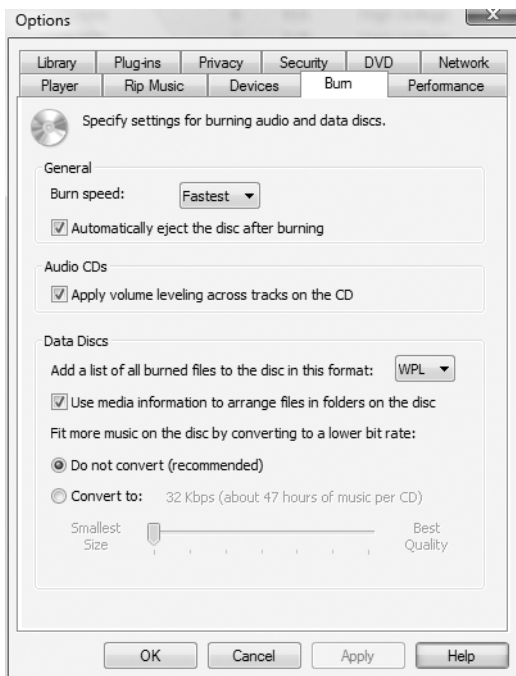 Options
X
Library Plug-ins Privacy Security DVD Network
Player Rip Music Devices Burn Performance
Specify settings for burning audio and data discs.
General
Burn speed: Fastest
Automatically eject the disc after burning
Audio CDs
Apply volume leveling across tracks on the CD
Data Discs
Add a list of all burned files to the disc in this format: WPL
Use media information to arrange files in folders on the disc
Fit more music on the disc by converting to a lower bit rate:
Do not convert (recommended)
Convert to: 32 Kbps (about 47 hours of music per CD)
Smallest Best
Size Quality
OK Cancel Apply Help